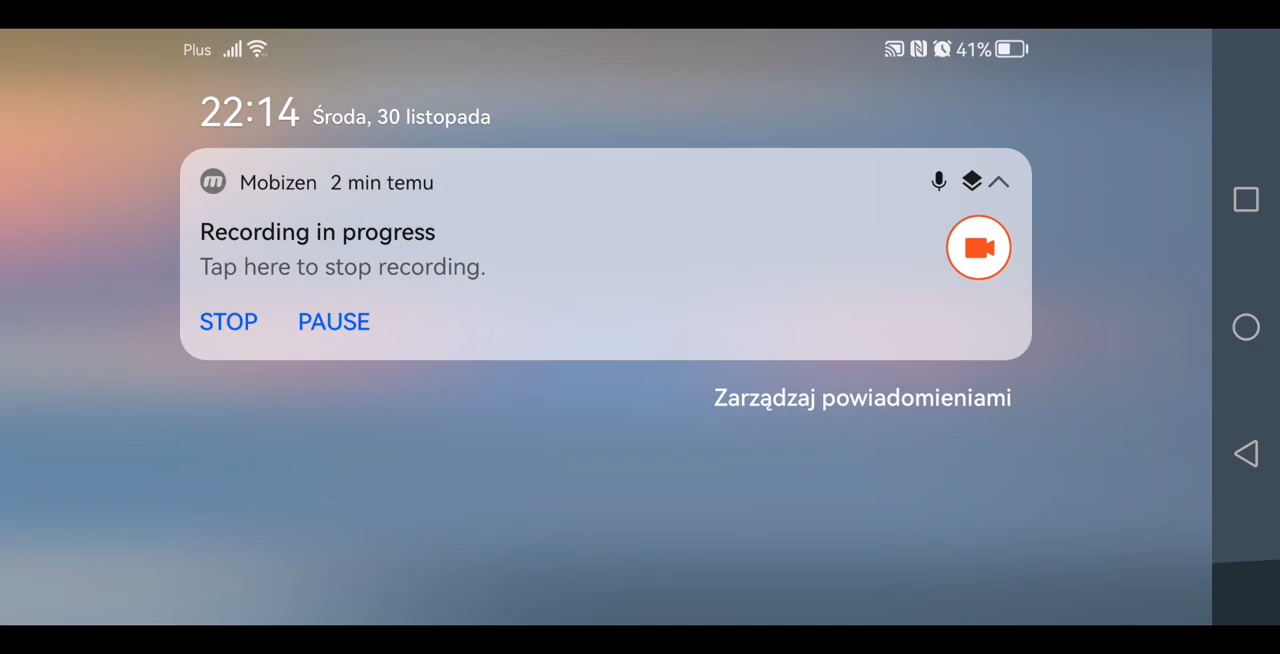 Plus 41%
22:14 Środa, 30 listopada
Mobizen 2 min temu
Recording in progress
Tap here to stop recording.
STOP PAUSE
Zarządzaj powiadomieniami